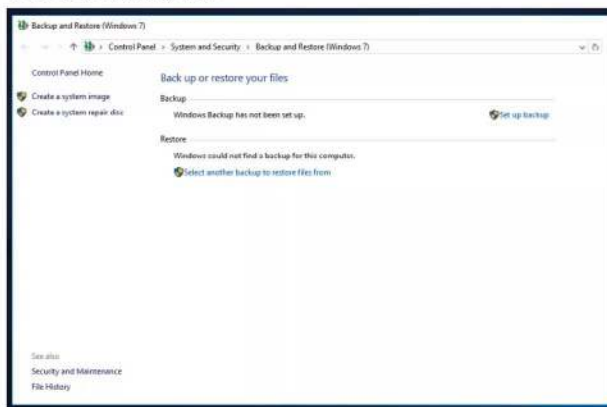 Backup and Restore (Windows 7)
Control Panel › System and Security › Backup and Restore (Windows 7)
Control Panel Home
Create a system image
Create a system repair disc
Back up or restore your files
Backup
Windows Backup has not been set up.
Set up backup
Restore
Windows could not find a backup for this computer.
Select another backup to restore files from
See also
Security and Maintenance
File History